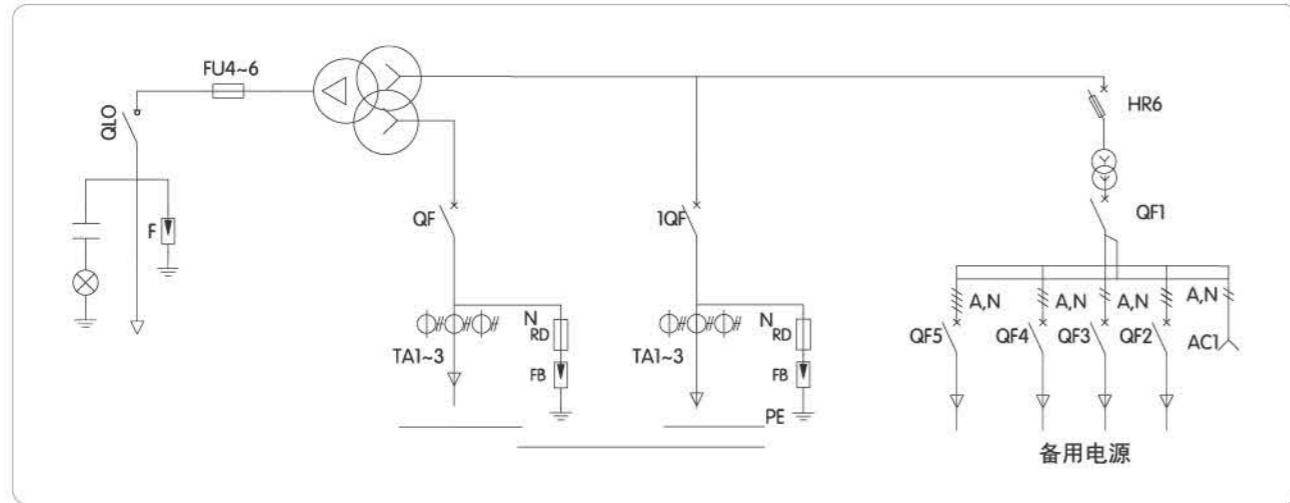 FU4~6
QLO
F
QF
TA1~3
N
RD
FB
1QF
TA1~3
N
RD
FB
PE
HR6
QF1
A,N
A,N
A,N
A,N
QF5
QF4
QF3
QF2
AC1
备用电源